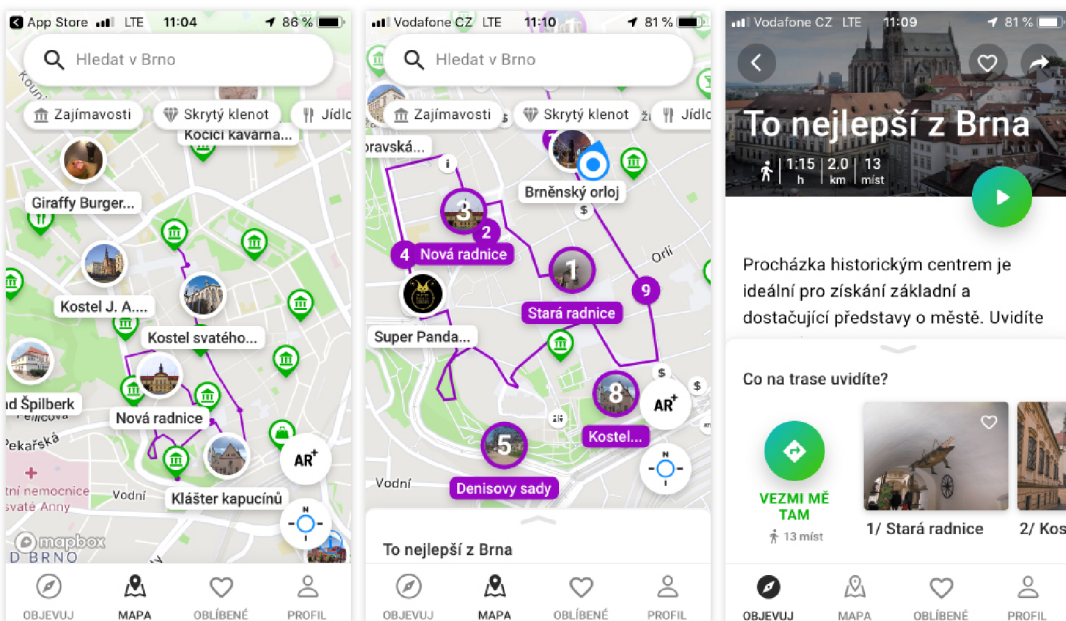 App Store LTE 11:04 86 %
Hledat v Brno
Zajímavosti Skrytý klenot Jídlo
Kočičí kavárna...
Giraffy Burger...
Kostel J. A....
Kostel svatého...
Nová radnice
ad Špilberk
Pekařská
Klášter kapucínů
Vodní
tní nemocnice
svaté Anny
AR+
N
mapbox
D BRNO
OBJEVUJ MAPA OBLÍBENÉ PROFIL
Vodafone CZ LTE 11:10 81 %
Hledat v Brno
Zajímavosti Skrytý klenot Jídlo
oravská...
Brněnský orloj
3
2
4 Nová radnice
Orlí
1
Stará radnice
9
Super Panda...
8
Kostel...
AR+
5
Denisovy sady
Vodní
N
To nejlepší z Brna
OBJEVUJ MAPA OBLÍBENÉ PROFIL
Vodafone CZ LTE 11:09 81 %
To nejlepší z Brna
1:15 h 2.0 km 13 míst
Procházka historickým centrem je
ideální pro získání základní a
dostačující představy o městě. Uvidíte
Co na trase uvidíte?
VEZMI MĚ
TAM
13 míst
1/ Stará radnice 2/ Kos
OBJEVUJ MAPA OBLÍBENÉ PROFIL